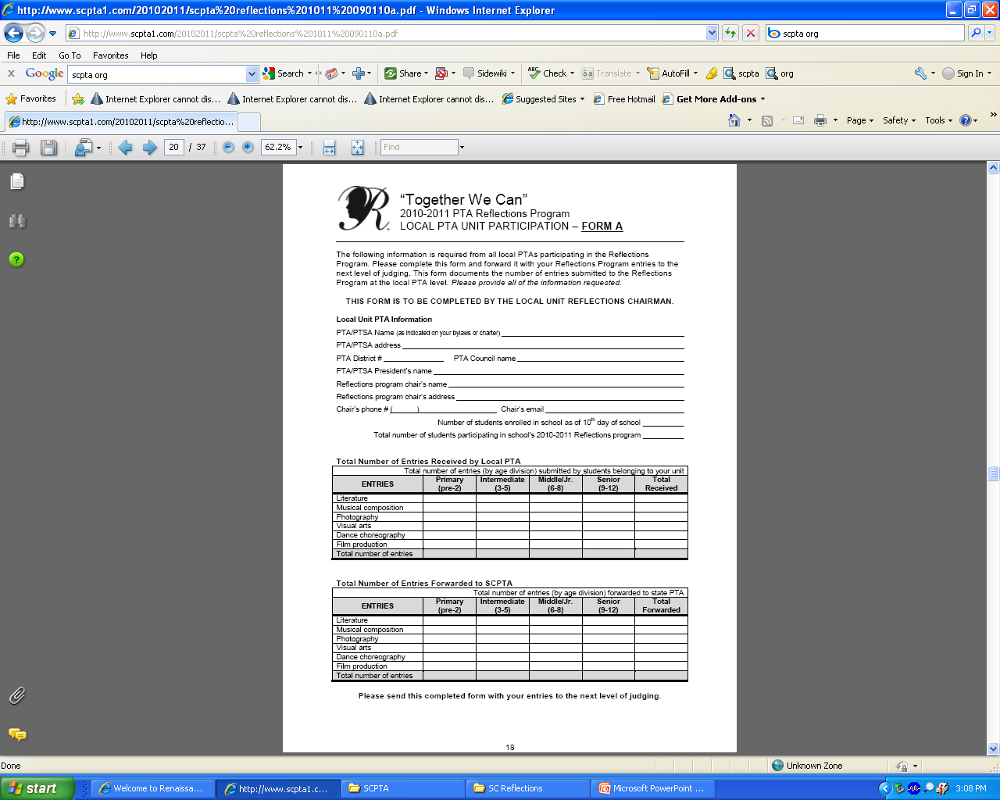 http://www.scpta1.com/20102011/scpta%20reflections%201011%20090110a.pdf - Windows Internet Explorer
http://www.scpta1.com/20102011/scpta%20reflections%201011%20090110a.pdf
scpta org
File Edit Go To Favorites Help
x Google scpta org Search Share Sidewiki ABC Check Translate AutoFill scpta org Sign In
Favorites Internet Explorer cannot dis... Internet Explorer cannot dis... Internet Explorer cannot dis... Suggested Sites Free Hotmail Get More Add-ons
http://www.scpta1.com/20102011/scpta%20reflectio... Page Safety Tools
20 / 37 62.2% Find
R
“Together We Can”
2010-2011 PTA Reflections Program
LOCAL PTA UNIT PARTICIPATION – FORM A
The following information is required from all local PTAs participating in the Reflections
Program. Please complete this form and forward it with your Reflections Program entries to the
next level of judging. This form documents the number of entries submitted to the Reflections
Program at the local PTA level. Please provide all of the information requested.
THIS FORM IS TO BE COMPLETED BY THE LOCAL UNIT REFLECTIONS CHAIRMAN.
Local Unit PTA Information
PTA/PTSA Name (as indicated on your bylaws or charter)
PTA/PTSA address
PTA District # PTA Council name
PTA/PTSA President's name
Reflections program chair's name
Reflections program chair's address
Chair's phone # ( ) Chair's email
Number of students enrolled in school as of 10th day of school
Total number of students participating in school's 2010-2011 Reflections program
Total Number of Entries Received by Local PTA
Total number of entries (by age division) submitted by students belonging to your unit
ENTRIES Primary (pre-2) Intermediate (3-5) Middle/Jr. (6-8) Senior (9-12) Total Received
Literature
Musical composition
Photography
Visual arts
Dance choreography
Film production
Total number of entries
Total Number of Entries Forwarded to SCPTA
Total number of entries (by age division) forwarded to state PTA
ENTRIES Primary (pre-2) Intermediate (3-5) Middle/Jr. (6-8) Senior (9-12) Total Forwarded
Literature
Musical composition
Photography
Visual arts
Dance choreography
Film production
Total number of entries
Please send this completed form with your entries to the next level of judging.
18
Done Unknown Zone
start Welcome to Renaissa... http://www.scpta1.c... SCPTA SC Reflections Microsoft PowerPoint ... 3:08 PM